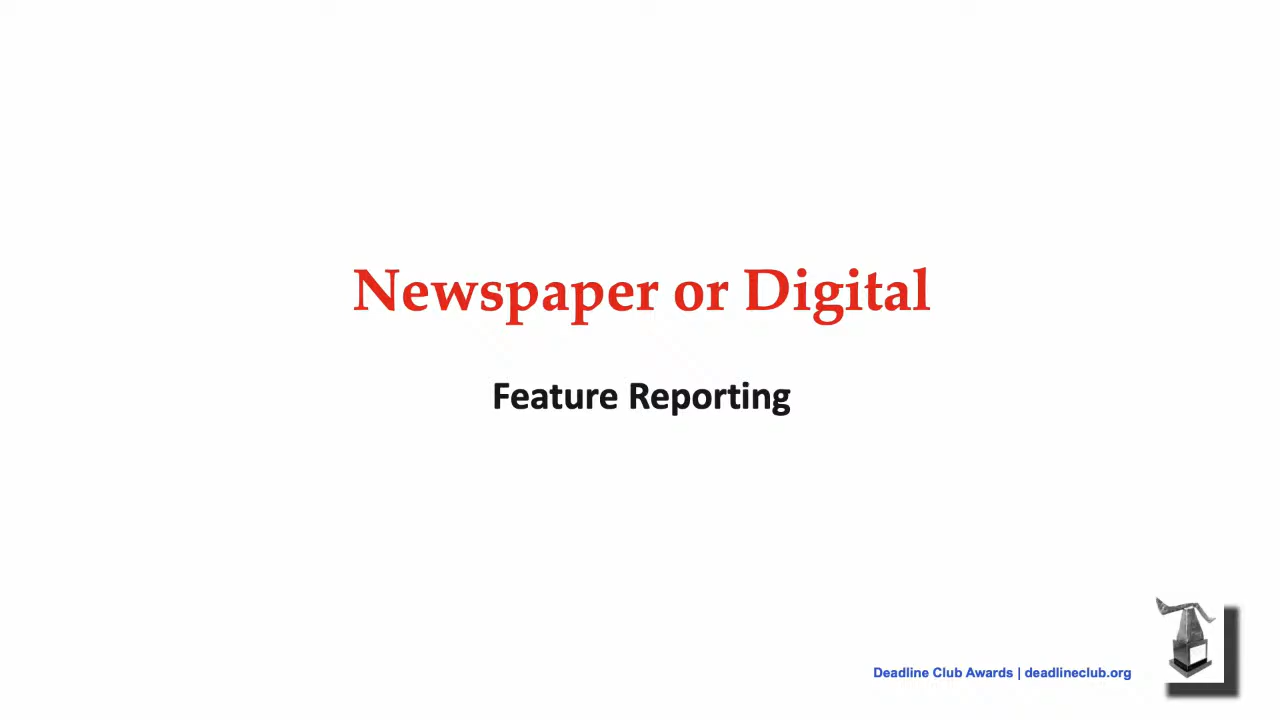 Newspaper or Digital
Feature Reporting
Deadline Club Awards | deadlineclub.org